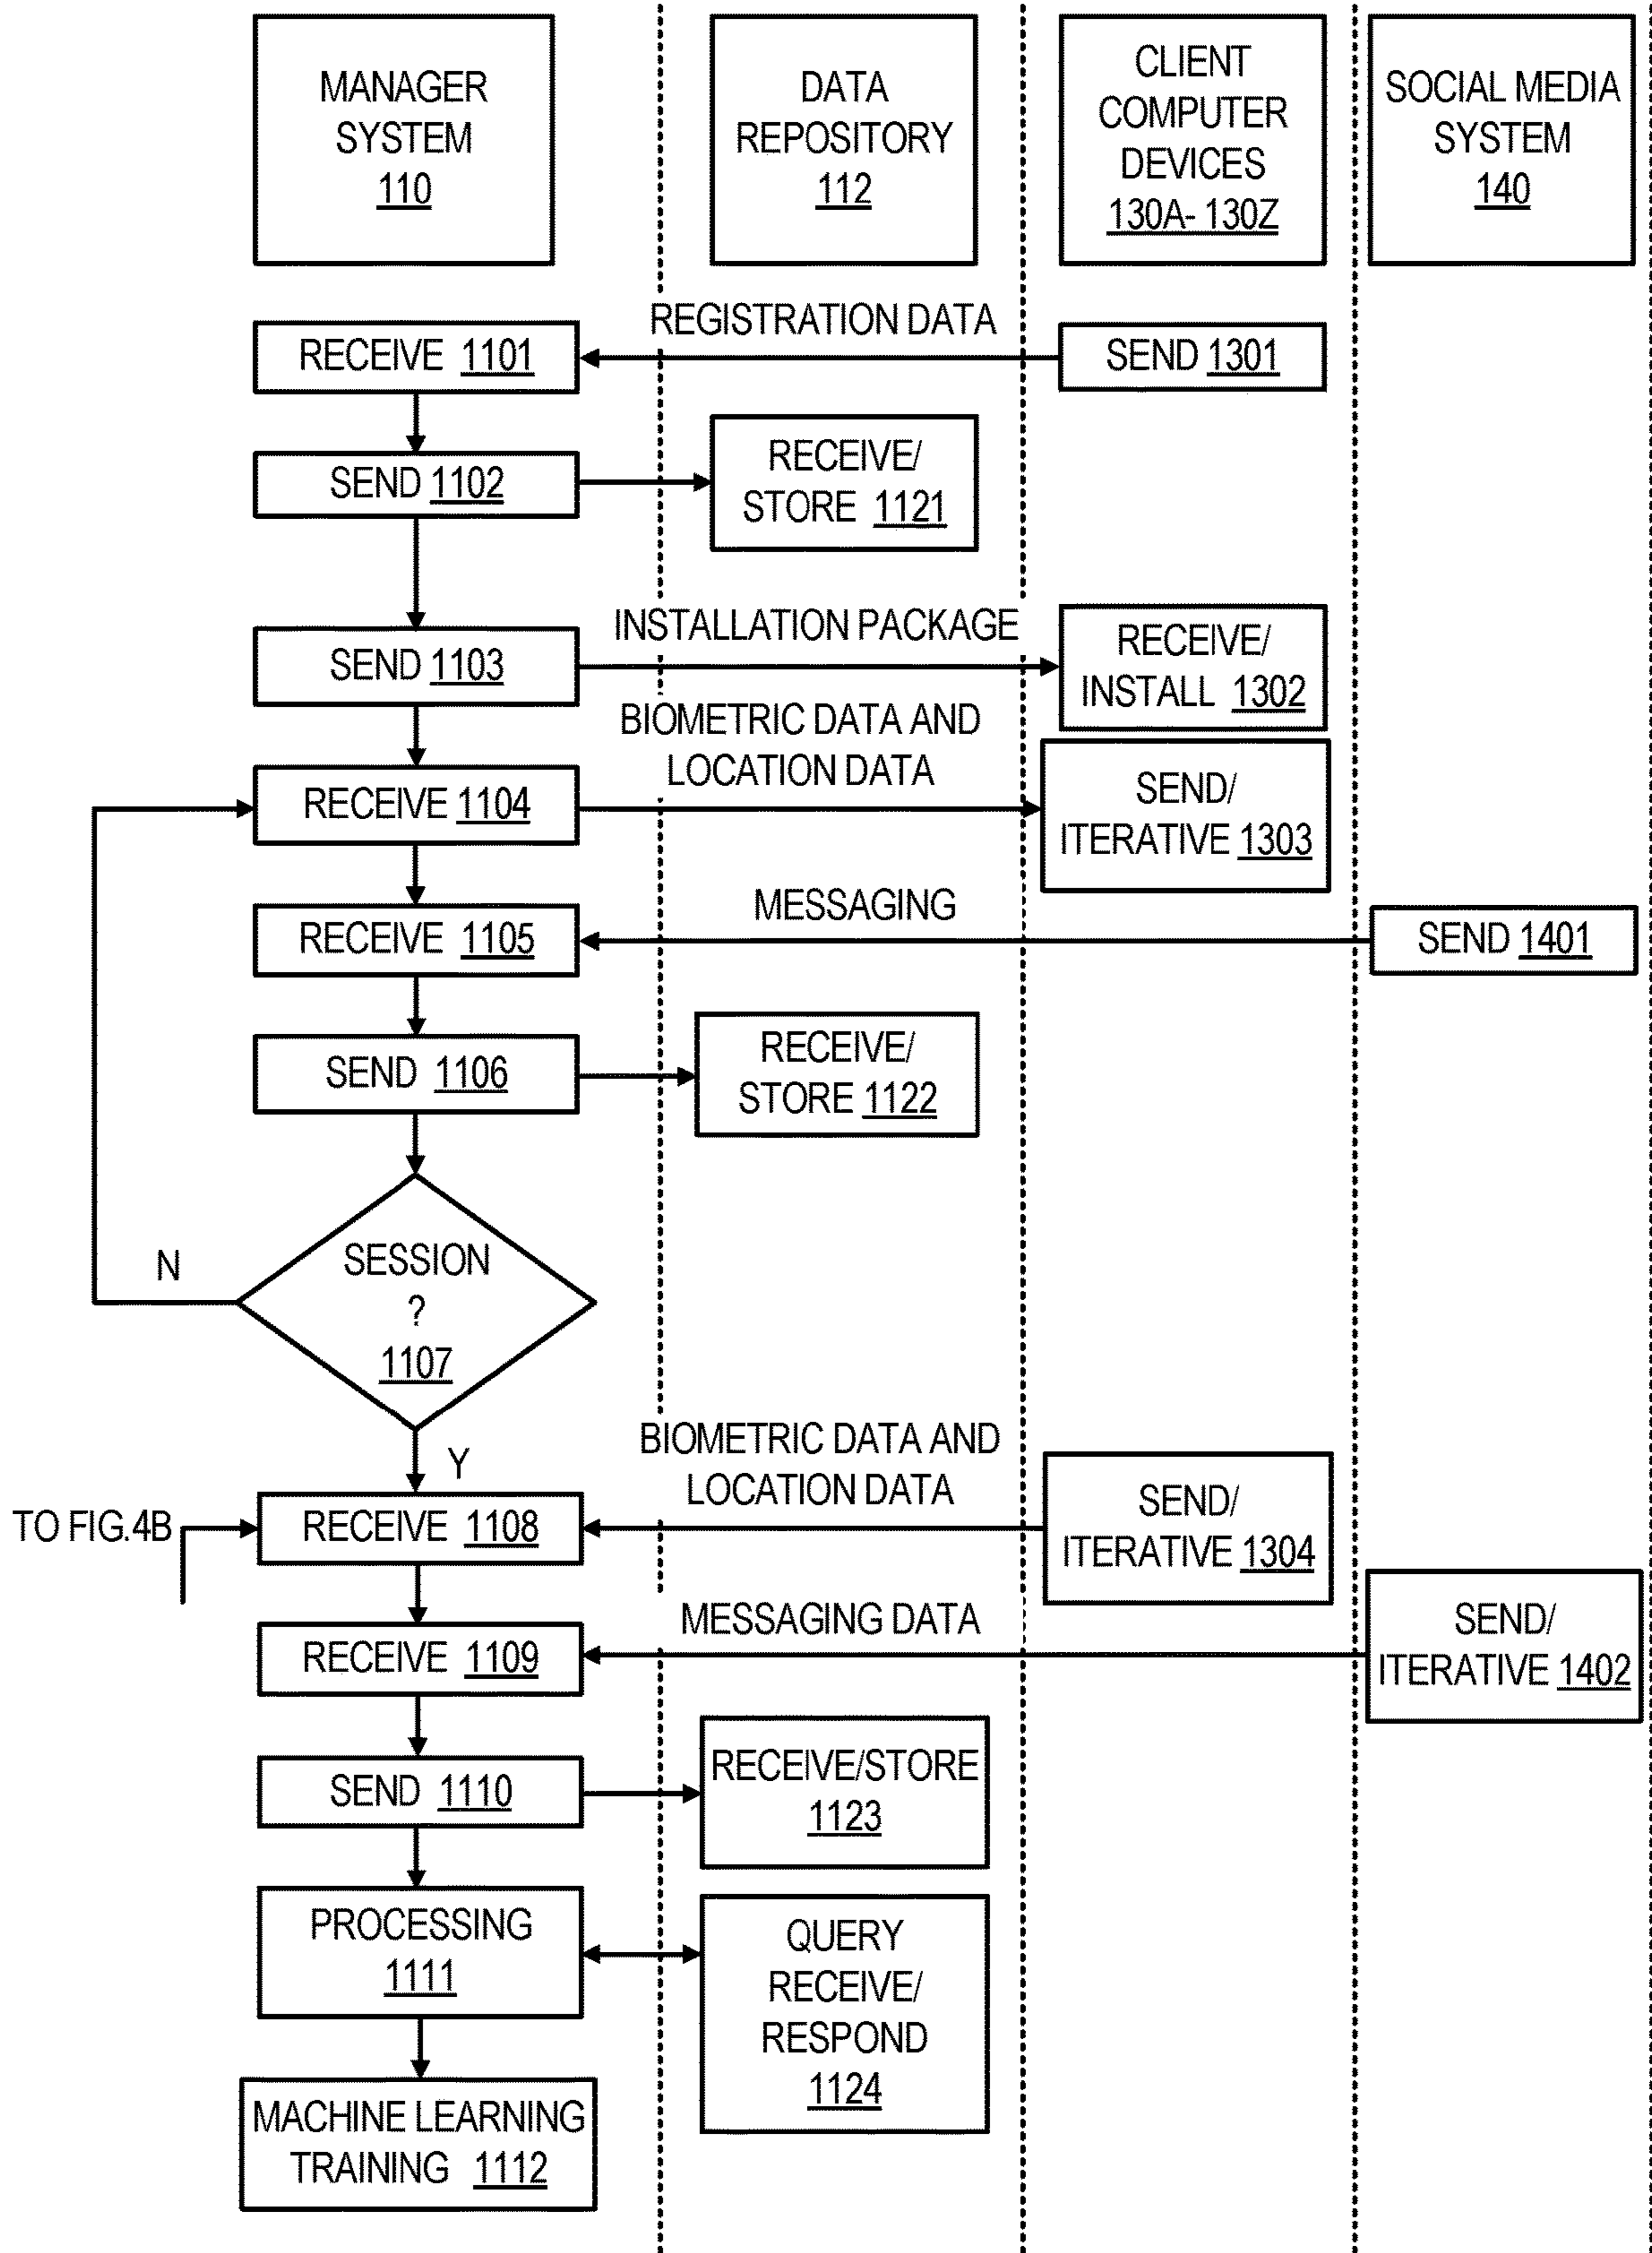 MANAGER
SYSTEM
110
DATA
REPOSITORY
112
CLIENT
COMPUTER
DEVICES
130A- 130Z
SOCIAL MEDIA
SYSTEM
140
REGISTRATION DATA
RECEIVE 1101
SEND 1301
SEND 1102
RECEIVE/
STORE 1121
INSTALLATION PACKAGE
SEND 1103
RECEIVE/
INSTALL 1302
BIOMETRIC DATA AND
LOCATION DATA
RECEIVE 1104
SEND/
ITERATIVE 1303
MESSAGING
RECEIVE 1105
SEND 1401
SEND 1106
RECEIVE/
STORE 1122
N
SESSION
?
1107
Y
BIOMETRIC DATA AND
LOCATION DATA
TO FIG.4B
RECEIVE 1108
SEND/
ITERATIVE 1304
MESSAGING DATA
RECEIVE 1109
SEND/
ITERATIVE 1402
SEND 1110
RECEIVE/STORE
1123
PROCESSING
1111
QUERY
RECEIVE/
RESPOND
1124
MACHINE LEARNING
TRAINING 1112